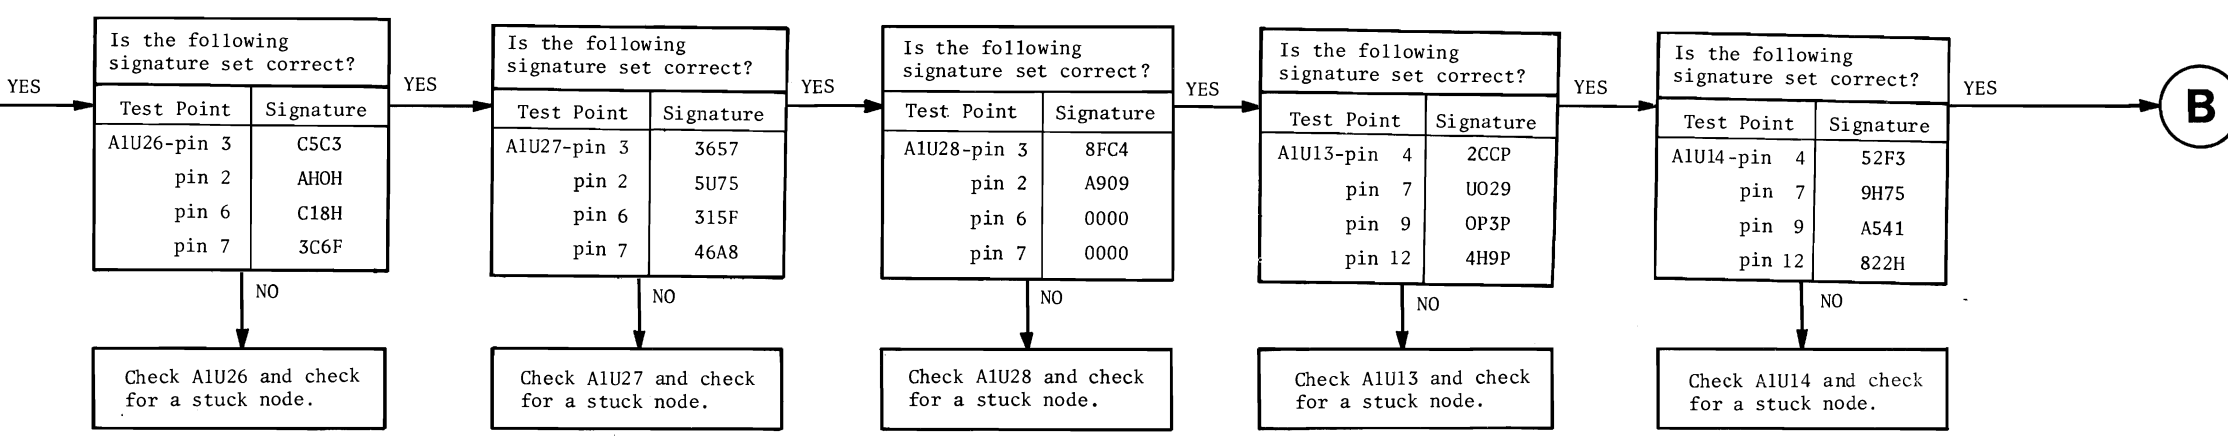 YES
Is the following
signature set correct?
Test Point Signature
A1U26-pin 3 C5C3
pin 2 AH0H
pin 6 C18H
pin 7 3C6F
NO
Check A1U26 and check
for a stuck node.
YES
Is the following
signature set correct?
Test Point Signature
A1U27-pin 3 3657
pin 2 5U75
pin 6 315F
pin 7 46A8
NO
Check A1U27 and check
for a stuck node.
YES
Is the following
signature set correct?
Test Point Signature
A1U28-pin 3 8FC4
pin 2 A909
pin 6 0000
pin 7 0000
NO
Check A1U28 and check
for a stuck node.
YES
Is the following
signature set correct?
Test Point Signature
A1U13-pin 4 2CCP
pin 7 U029
pin 9 0P3P
pin 12 4H9P
NO
Check A1U13 and check
for a stuck node.
YES
Is the following
signature set correct?
Test Point Signature
A1U14-pin 4 52F3
pin 7 9H75
pin 9 A541
pin 12 822H
NO
Check A1U14 and check
for a stuck node.
YES
B